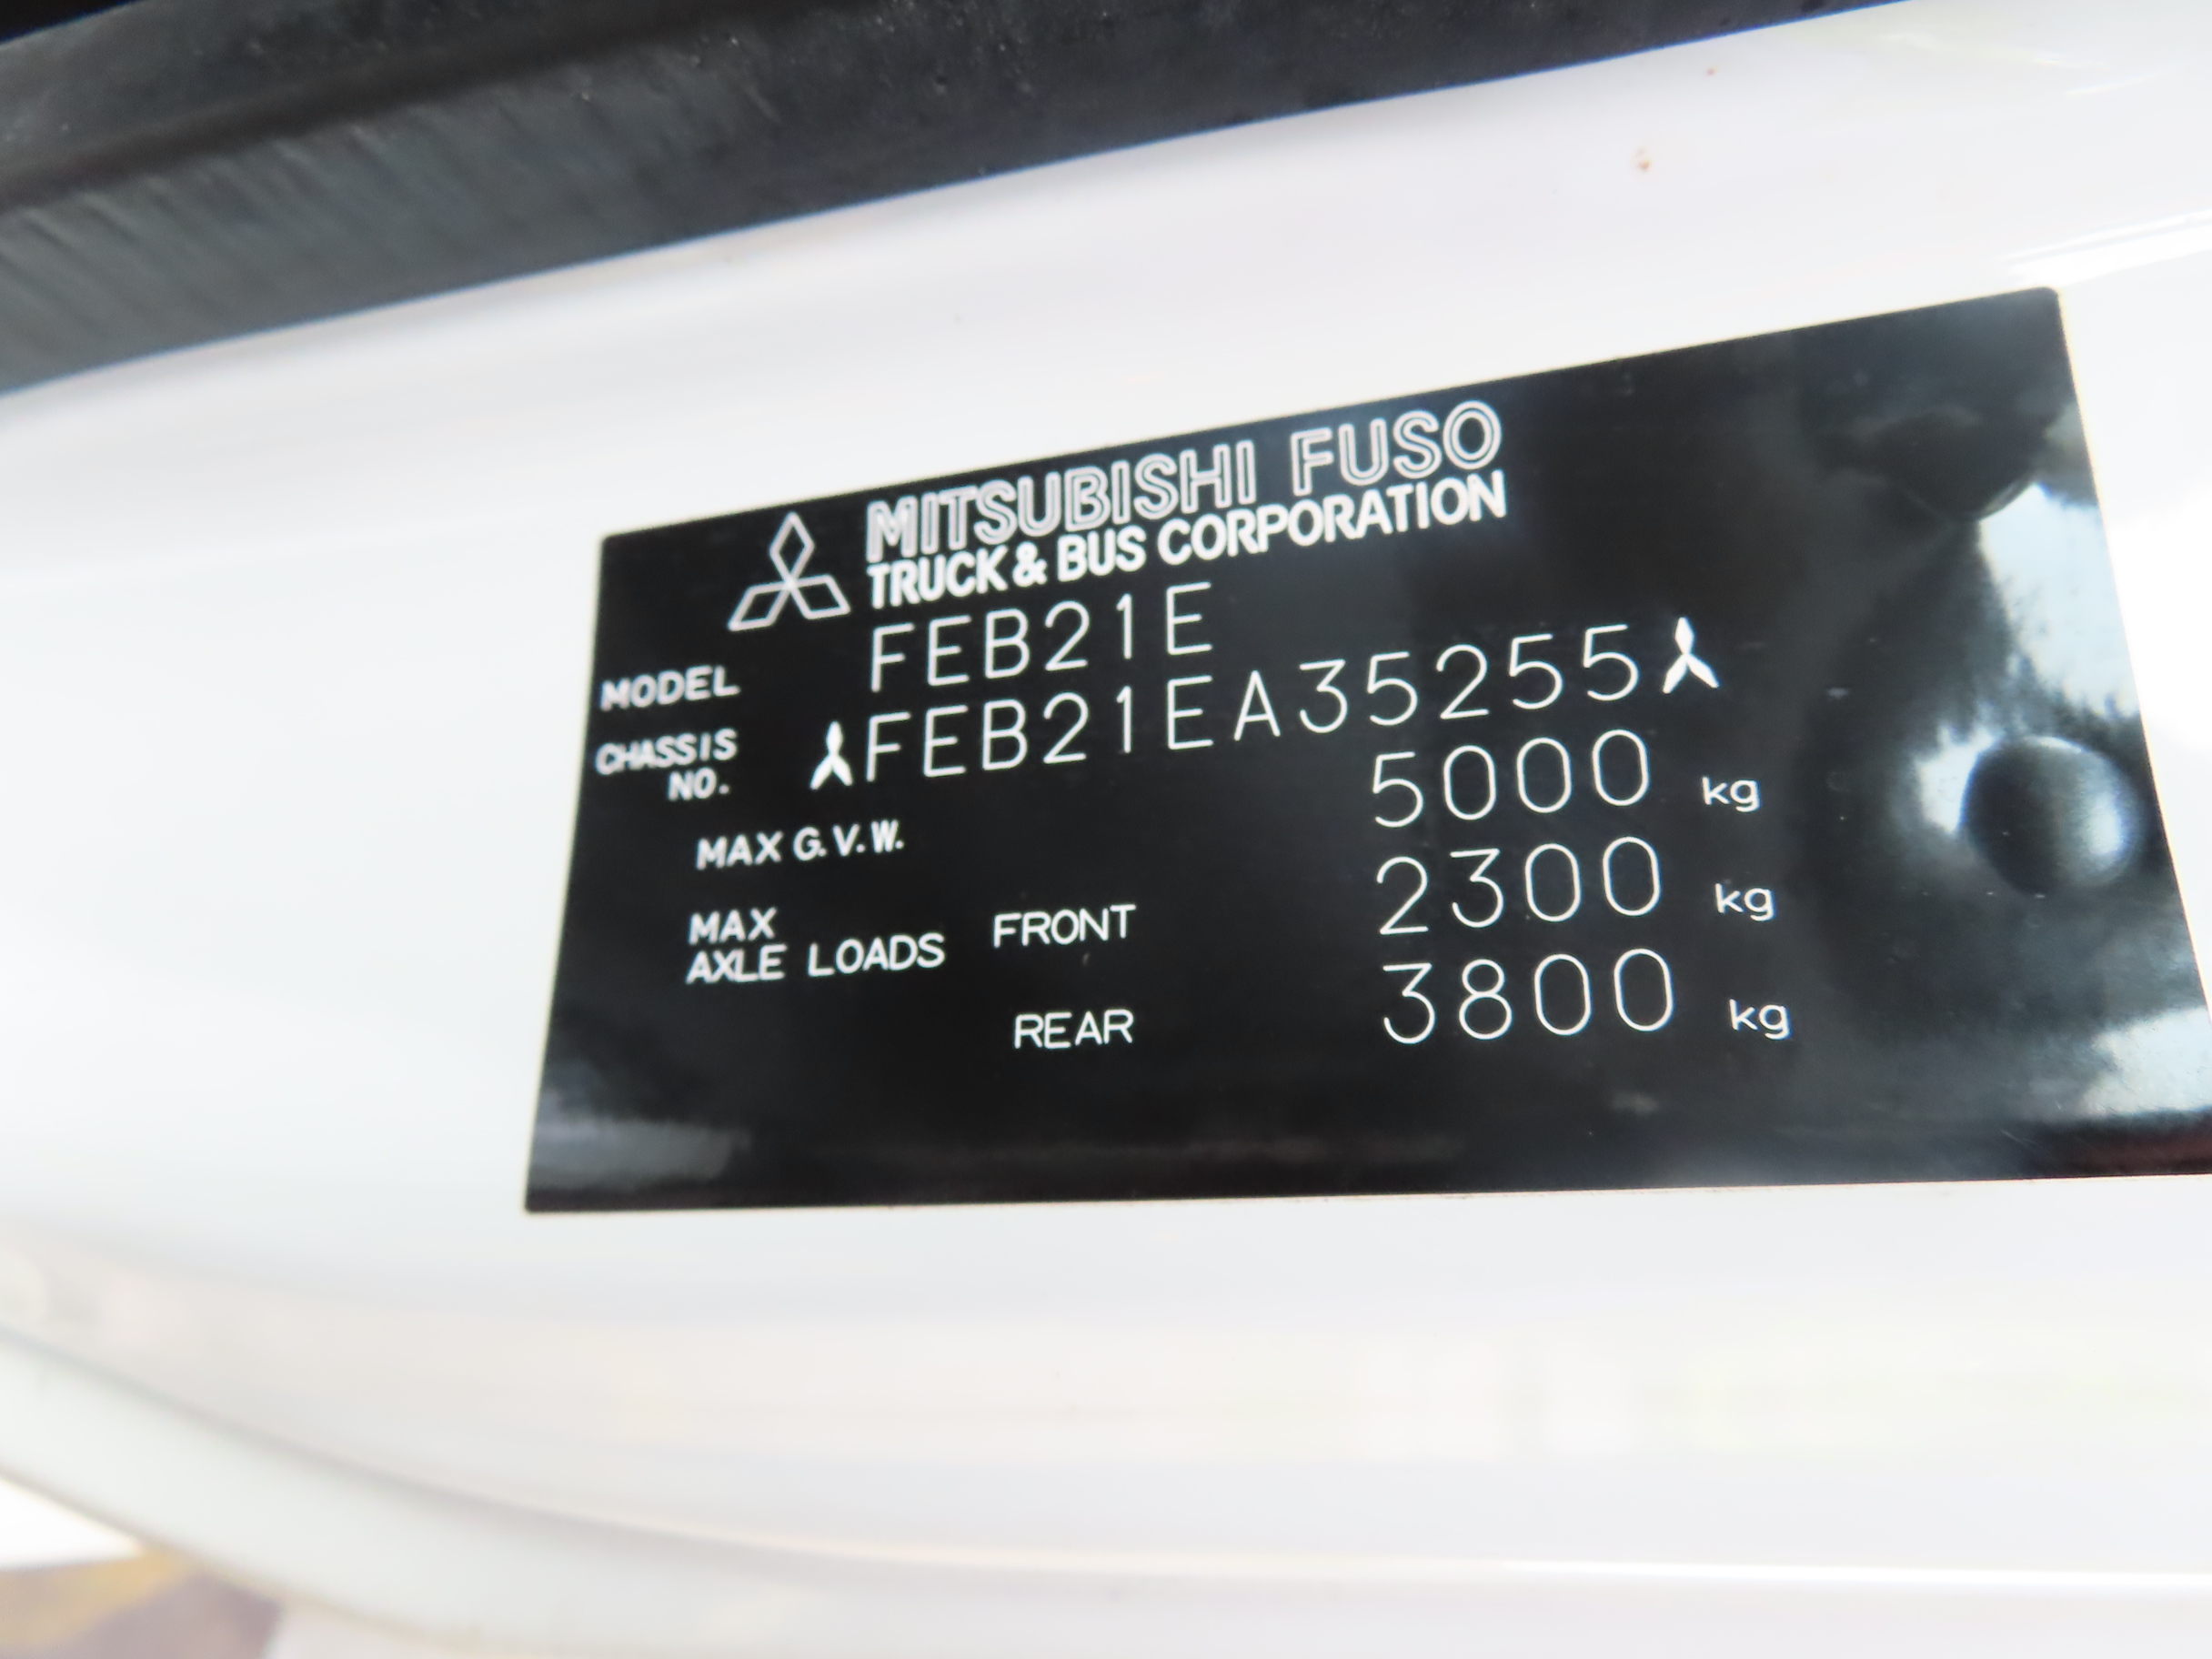 MITSUBISHI FUSO
TRUCK & BUS CORPORATION
MODEL FEB21E
CHASSIS NO. FEB21EA35255
MAX G.V.W. 5000 kg
MAX AXLE LOADS FRONT 2300 kg
REAR 3800 kg